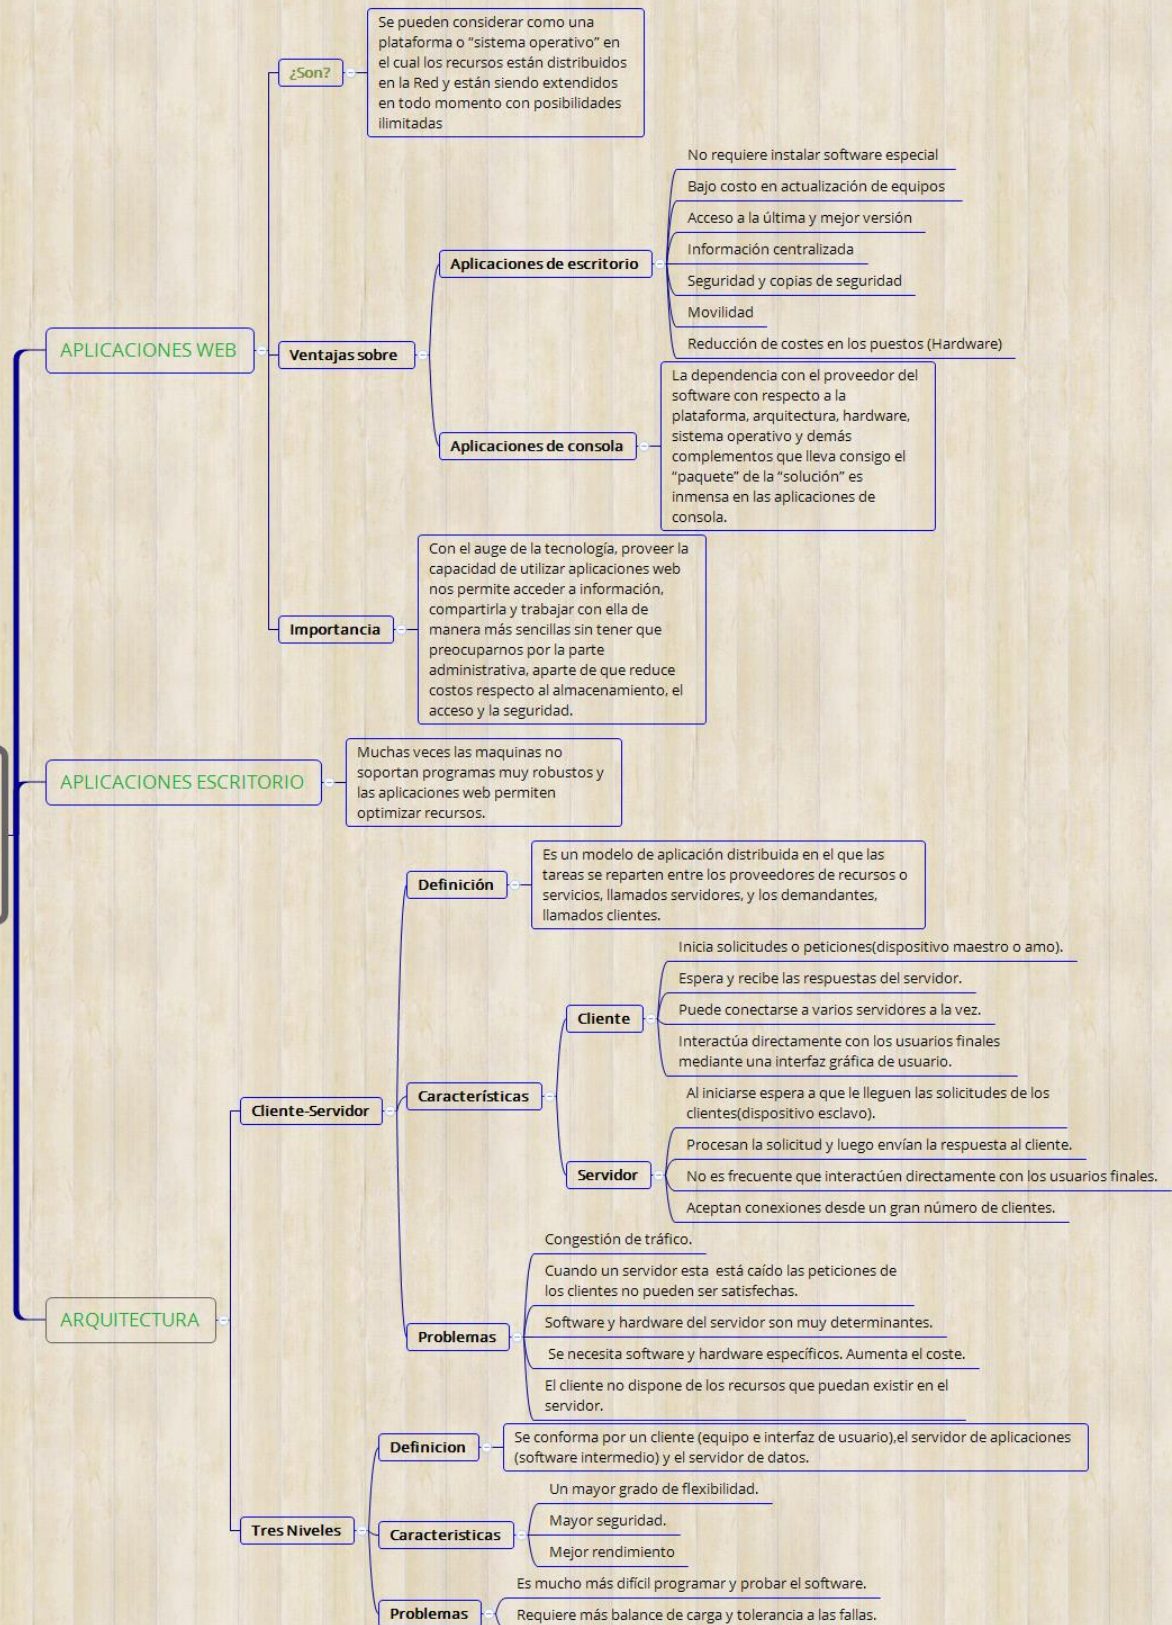 Se pueden considerar como una
plataforma o “sistema operativo” en
el cual los recursos están distribuidos
en la Red y están siendo extendidos
en todo momento con posibilidades
ilimitadas
¿Son?
No requiere instalar software especial
Bajo costo en actualización de equipos
Acceso a la última y mejor versión
Información centralizada
Aplicaciones de escritorio
Seguridad y copias de seguridad
Movilidad
Reducción de costes en los puestos (Hardware)
APLICACIONES WEB
Ventajas sobre
La dependencia con el proveedor del
software con respecto a la
plataforma, arquitectura, hardware,
sistema operativo y demás
complementos que lleva consigo el
“paquete” de la “solución” es
inmensa en las aplicaciones de
consola.
Aplicaciones de consola
Con el auge de la tecnología, proveer la
capacidad de utilizar aplicaciones web
nos permite acceder a información,
compartirla y trabajar con ella de
manera más sencillas sin tener que
preocuparnos por la parte
administrativa, aparte de que reduce
costos respecto al almacenamiento, el
acceso y la seguridad.
Importancia
APLICACIONES ESCRITORIO
Muchas veces las maquinas no
soportan programas muy robustos y
las aplicaciones web permiten
optimizar recursos.
Definición
Es un modelo de aplicación distribuida en el que las
tareas se reparten entre los proveedores de recursos o
servicios, llamados servidores, y los demandantes,
llamados clientes.
Inicia solicitudes o peticiones(dispositivo maestro o amo).
Espera y recibe las respuestas del servidor.
Cliente
Puede conectarse a varios servidores a la vez.
Interactúa directamente con los usuarios finales
mediante una interfaz gráfica de usuario.
Características
Cliente-Servidor
Al iniciarse espera a que le lleguen las solicitudes de los
clientes(dispositivo esclavo).
Procesan la solicitud y luego envían la respuesta al cliente.
Servidor
No es frecuente que interactúen directamente con los usuarios finales.
Aceptan conexiones desde un gran número de clientes.
Congestión de tráfico.
Cuando un servidor esta está caído las peticiones de
los clientes no pueden ser satisfechas.
ARQUITECTURA
Problemas
Software y hardware del servidor son muy determinantes.
Se necesita software y hardware específicos. Aumenta el coste.
El cliente no dispone de los recursos que puedan existir en el
servidor.
Definicion
Se conforma por un cliente (equipo e interfaz de usuario),el servidor de aplicaciones
(software intermedio) y el servidor de datos.
Un mayor grado de flexibilidad.
Tres Niveles
Caracteristicas
Mayor seguridad.
Mejor rendimiento
Es mucho más difícil programar y probar el software.
Problemas
Requiere más balance de carga y tolerancia a las fallas.